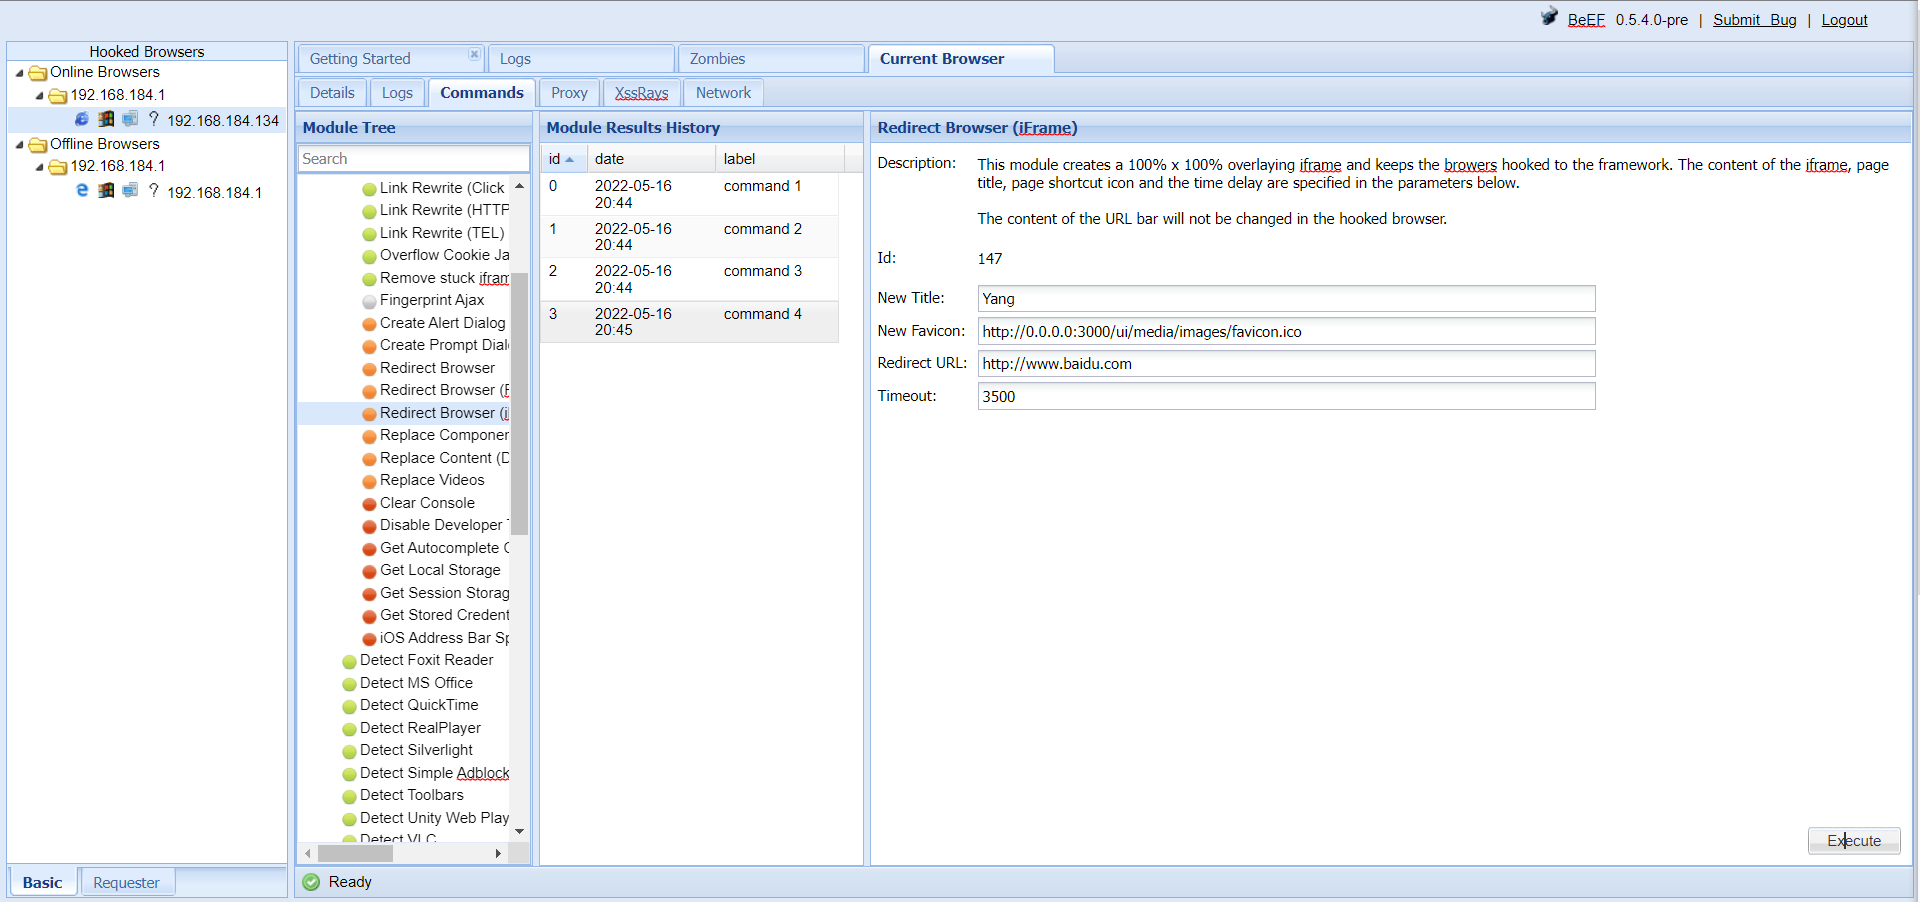 BeEF 0.5.4.0-pre | Submit Bug | Logout
Hooked Browsers
Online Browsers
192.168.184.1
? 192.168.184.134
Offline Browsers
192.168.184.1
? 192.168.184.1
Basic
Requester
Getting Started
Logs
Zombies
Current Browser
Details
Logs
Commands
Proxy
XssRays
Network
Module Tree
Search
Link Rewrite (Click
Link Rewrite (HTTP
Link Rewrite (TEL)
Overflow Cookie Ja
Remove stuck ifram
Fingerprint Ajax
Create Alert Dialog
Create Prompt Dial
Redirect Browser
Redirect Browser (F
Redirect Browser (i
Replace Componer
Replace Content (D
Replace Videos
Clear Console
Disable Developer T
Get Autocomplete C
Get Local Storage
Get Session Storag
Get Stored Credent
iOS Address Bar Sp
Detect Foxit Reader
Detect MS Office
Detect QuickTime
Detect RealPlayer
Detect Silverlight
Detect Simple Adblock
Detect Toolbars
Detect Unity Web Play
Detect VLC
Module Results History
id date label
0 2022-05-16 20:44 command 1
1 2022-05-16 20:44 command 2
2 2022-05-16 20:44 command 3
3 2022-05-16 20:45 command 4
Redirect Browser (iFrame)
Description: This module creates a 100% x 100% overlaying iframe and keeps the browers hooked to the framework. The content of the iframe, page
title, page shortcut icon and the time delay are specified in the parameters below.
The content of the URL bar will not be changed in the hooked browser.
Id: 147
New Title: Yang
New Favicon: http://0.0.0.0:3000/ui/media/images/favicon.ico
Redirect URL: http://www.baidu.com
Timeout: 3500
Execute
Ready